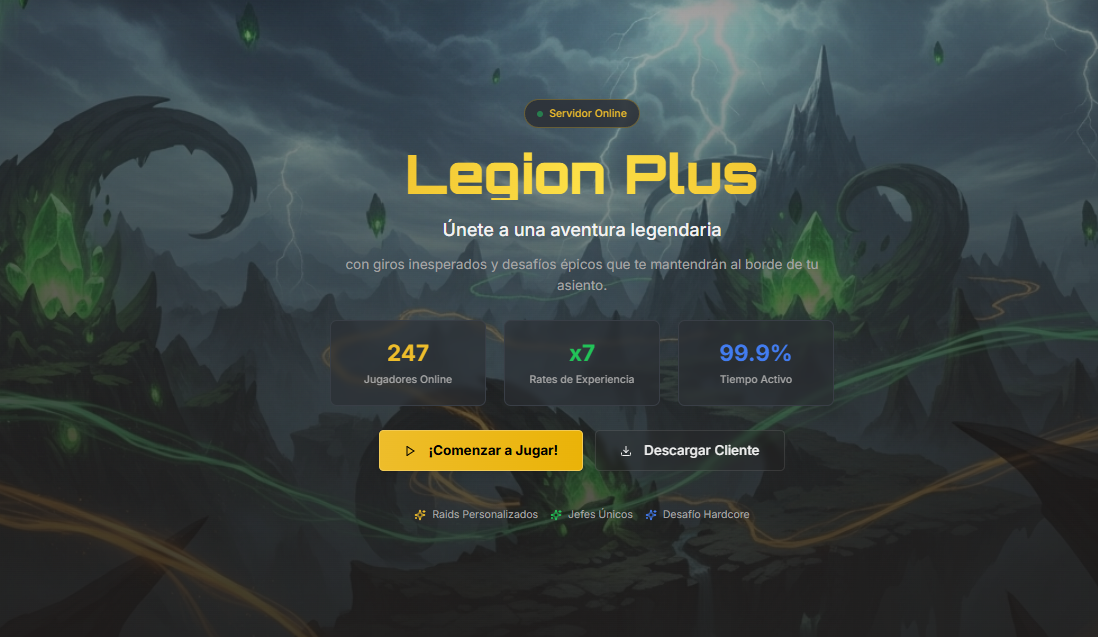 Servidor Online
Legion Plus
Únete a una aventura legendaria
con giros inesperados y desafíos épicos que te mantendrán al borde de tu
asiento.
247
Jugadores Online
x7
Rates de Experiencia
99.9%
Tiempo Activo
¡Comenzar a Jugar!
Descargar Cliente
Raids Personalizados
Jefes Únicos
Desafío Hardcore